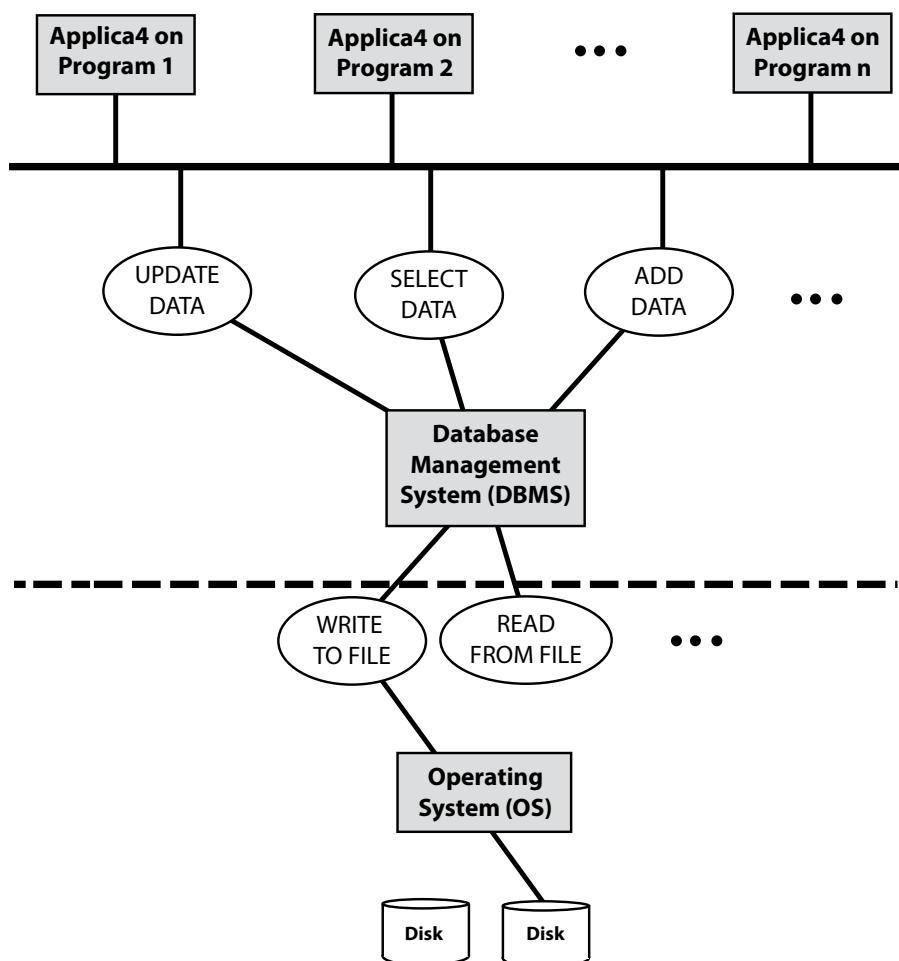 Applica4 on
Program 1
Applica4 on
Program 2
Applica4 on
Program n
UPDATE
DATA
SELECT
DATA
ADD
DATA
Database
Management
System (DBMS)
WRITE
TO FILE
READ
FROM FILE
Operating
System (OS)
Disk
Disk